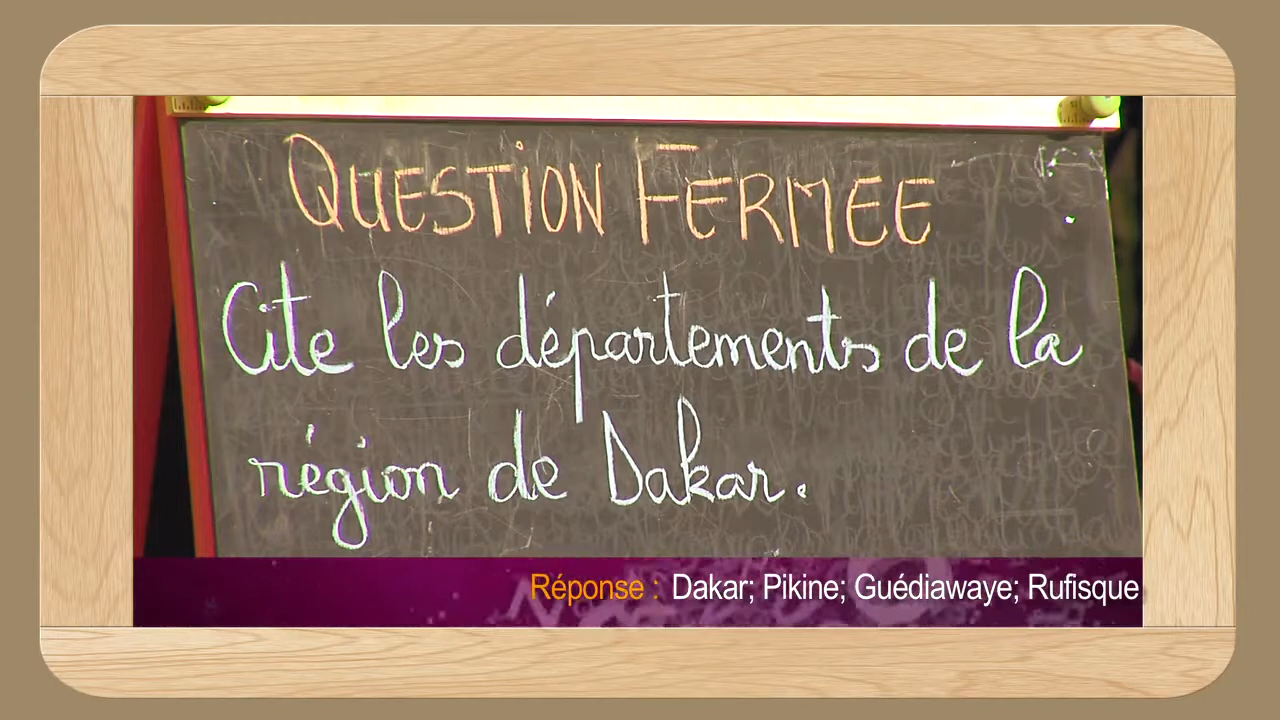 QUESTION FERMEE
Cite les départements de la
région de Dakar.
Réponse : Dakar; Pikine; Guédiawaye; Rufisque